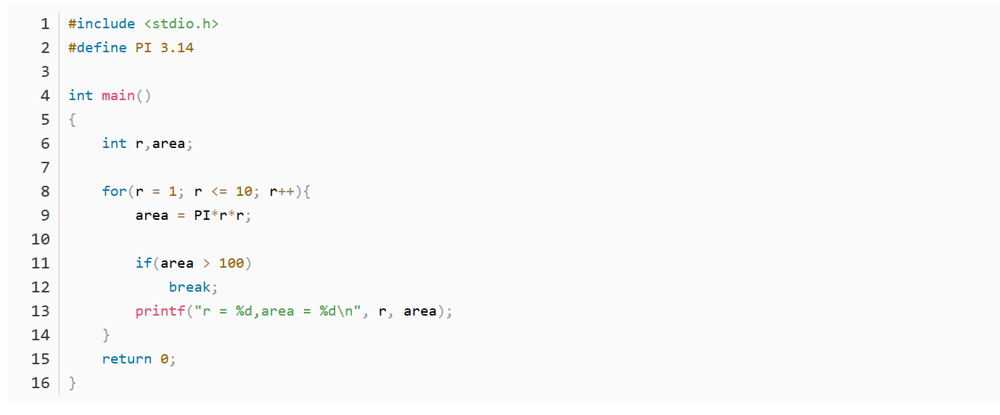 1 #include <stdio.h>
2 #define PI 3.14
3
4 int main()
5 {
6     int r,area;
7
8     for(r = 1; r <= 10; r++){
9         area = PI*r*r;
10
11         if(area > 100)
12             break;
13         printf("r = %d,area = %d\n", r, area);
14     }
15     return 0;
16 }